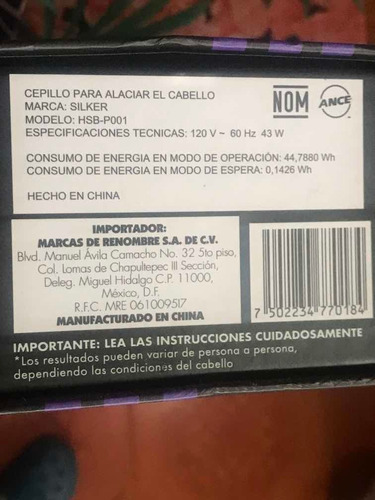 CEPILLO PARA ALACIAR EL CABELLO
MARCA: SILKER
MODELO: HSB-P001
ESPECIFICACIONES TECNICAS: 120 V ~ 60 Hz 43 W
NOM
ANCE
CONSUMO DE ENERGIA EN MODO DE OPERACIÓN: 44,7880 Wh
CONSUMO DE ENERGIA EN MODO DE ESPERA: 0,1426 Wh
HECHO EN CHINA
IMPORTADOR:
MARCAS DE RENOMBRE S.A. DE C.V.
Blvd. Manuel Ávila Camacho No. 32 5to piso,
Col. Lomas de Chapultepec III Sección,
Deleg. Miguel Hidalgo C.P. 11000,
México, D.F.
R.F.C. MRE 061009517
MANUFACTURADO EN CHINA
7 502234 770184
IMPORTANTE: LEA LAS INSTRUCCIONES CUIDADOSAMENTE
*Los resultados pueden variar de persona a persona,
dependiendo las condiciones del cabello